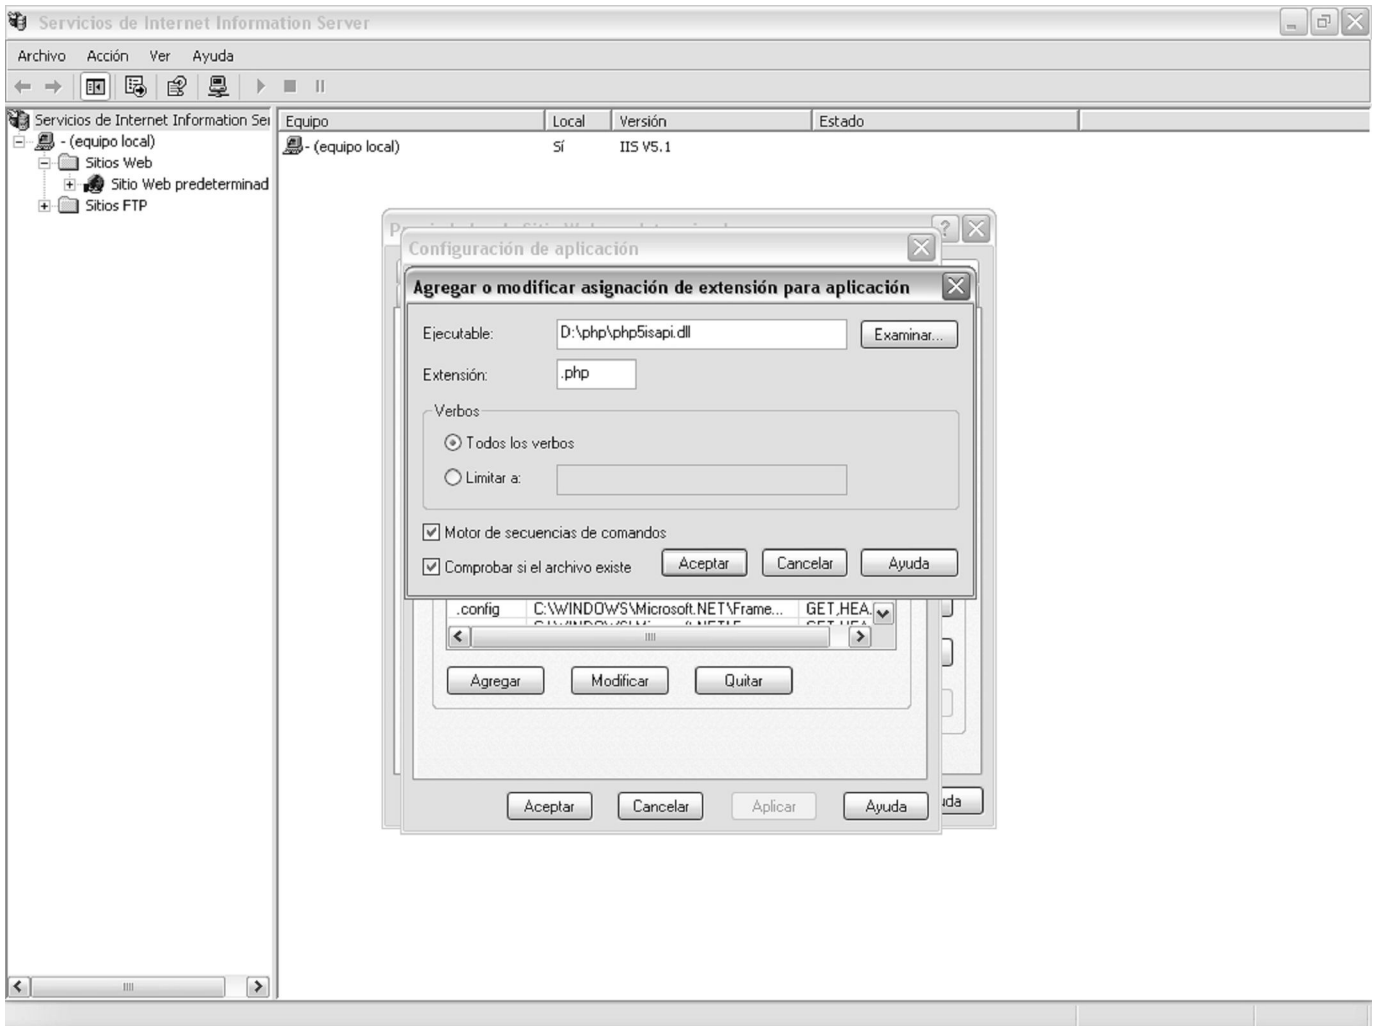 Servicios de Internet Information Server
Archivo Acción Ver Ayuda
Servicios de Internet Information Ser
- (equipo local)
Sitios Web
Sitio Web predeterminad
Sitios FTP
Equipo Local Versión Estado
- (equipo local) Sí IIS V5.1
Configuración de aplicación
Agregar o modificar asignación de extensión para aplicación
Ejecutable: D:\php\php5isapi.dll Examinar...
Extensión: .php
Verbos
Todos los verbos
Limitar a:
Motor de secuencias de comandos
Comprobar si el archivo existe Aceptar Cancelar Ayuda
.config C:\WINDOWS\Microsoft.NET\Frame... GET,HEA.
Agregar Modificar Quitar
Aceptar Cancelar Aplicar Ayuda uda